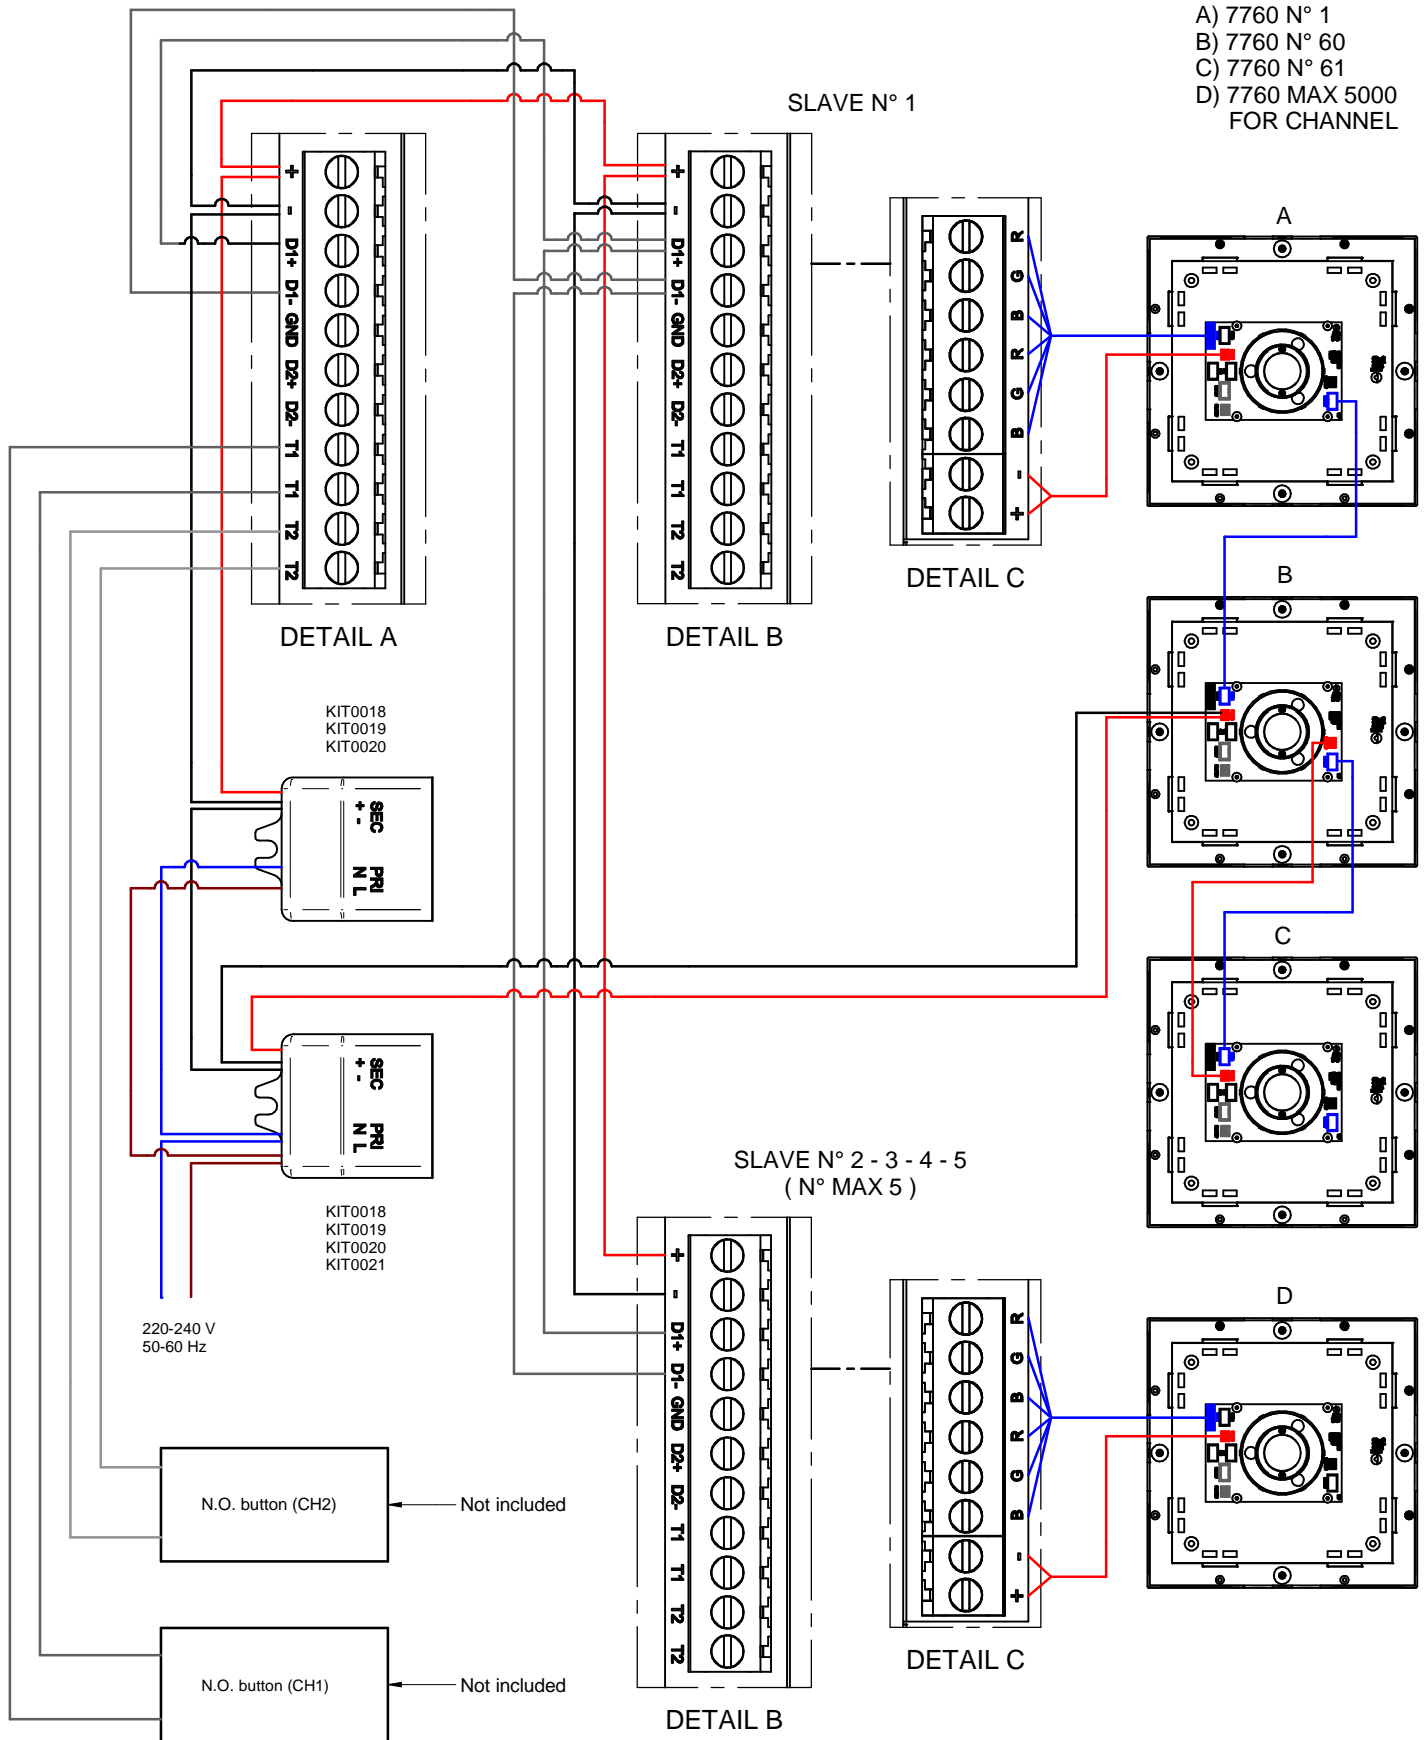 A) 7760 N° 1
B) 7760 N° 60
C) 7760 N° 61
D) 7760 MAX 5000
FOR CHANNEL
SLAVE N° 1
+
-
D1+
D1-
GND
D2+
D2-
T1
T1
T2
T2
DETAIL A
+
-
D1+
D1-
GND
D2+
D2-
T1
T1
T2
T2
DETAIL B
R
G
B
R
G
B
-
+
DETAIL C
A
B
C
D
KIT0018
KIT0019
KIT0020
SEC
+ -
PRI
N L
SEC
+ -
PRI
N L
KIT0018
KIT0019
KIT0020
KIT0021
220-240 V
50-60 Hz
SLAVE N° 2 - 3 - 4 - 5
( N° MAX 5 )
+
-
D1+
D1-
GND
D2+
D2-
T1
T1
T2
T2
DETAIL B
R
G
B
R
G
B
-
+
DETAIL C
N.O. button (CH2)
Not included
N.O. button (CH1)
Not included